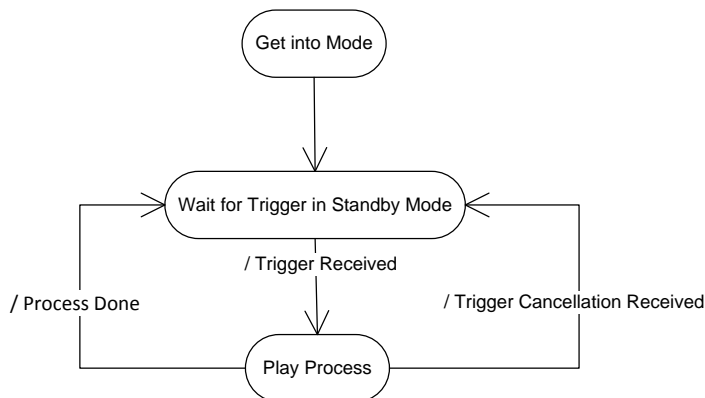 Get into Mode
Wait for Trigger in Standby Mode
/ Trigger Received
/ Process Done
/ Trigger Cancellation Received
Play Process